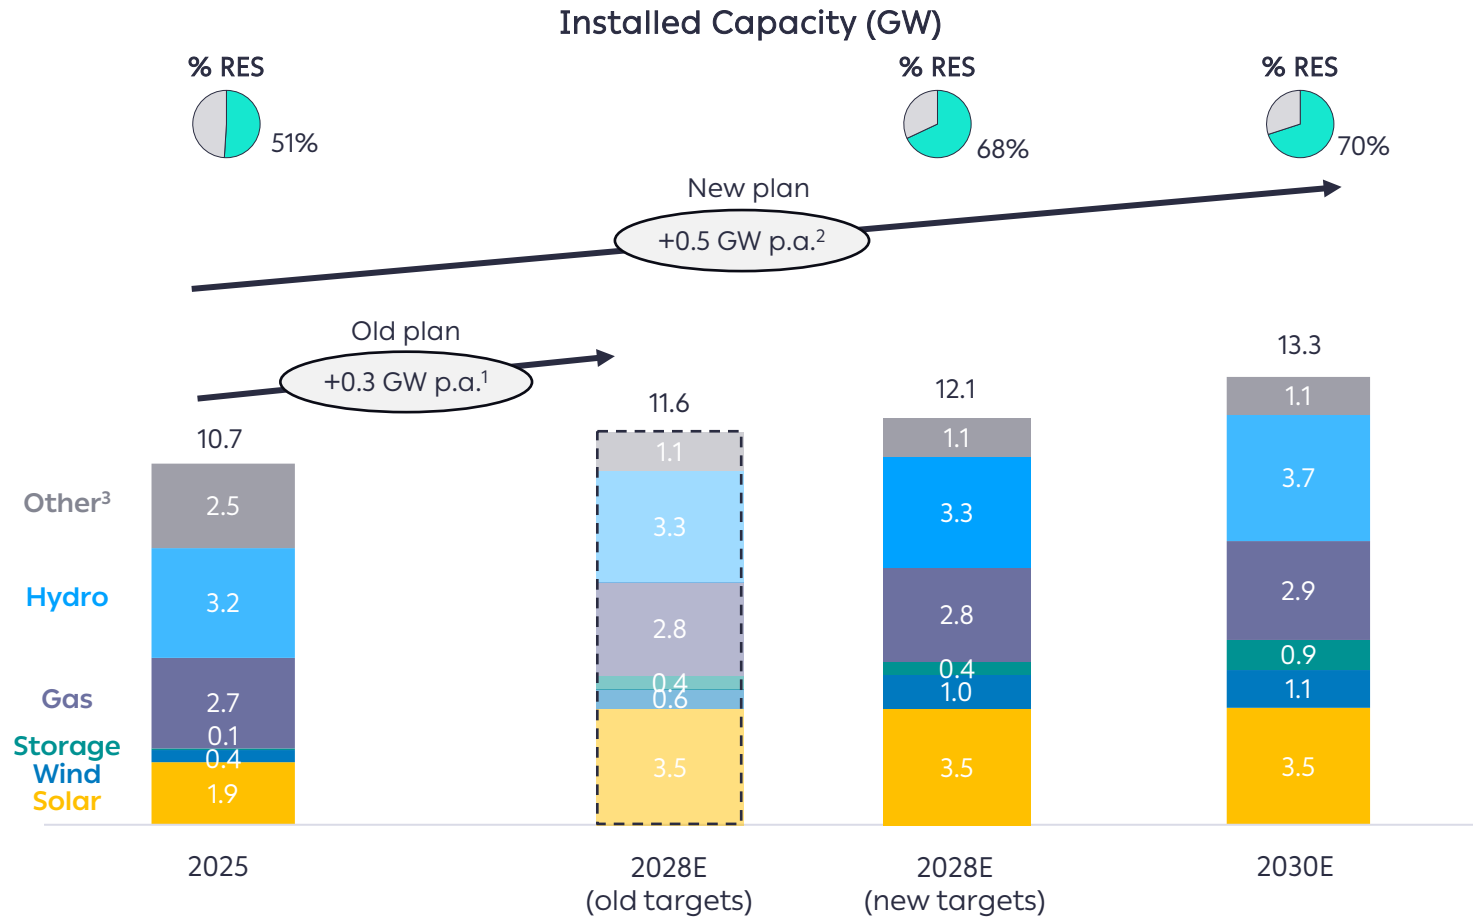 Installed Capacity (GW)
% RES
51%
% RES
68%
% RES
70%
New plan
+0.5 GW p.a.²
Old plan
+0.3 GW p.a.¹
10.7
11.6
12.1
13.3
Other³
Hydro
Gas
Storage
Wind
Solar
2.5
3.2
2.7
0.1
0.4
1.9
1.1
3.3
2.8
0.4
0.6
3.5
1.1
3.3
2.8
0.4
1.0
3.5
1.1
3.7
2.9
0.9
1.1
3.5
2025
2028E
(old targets)
2028E
(new targets)
2030E